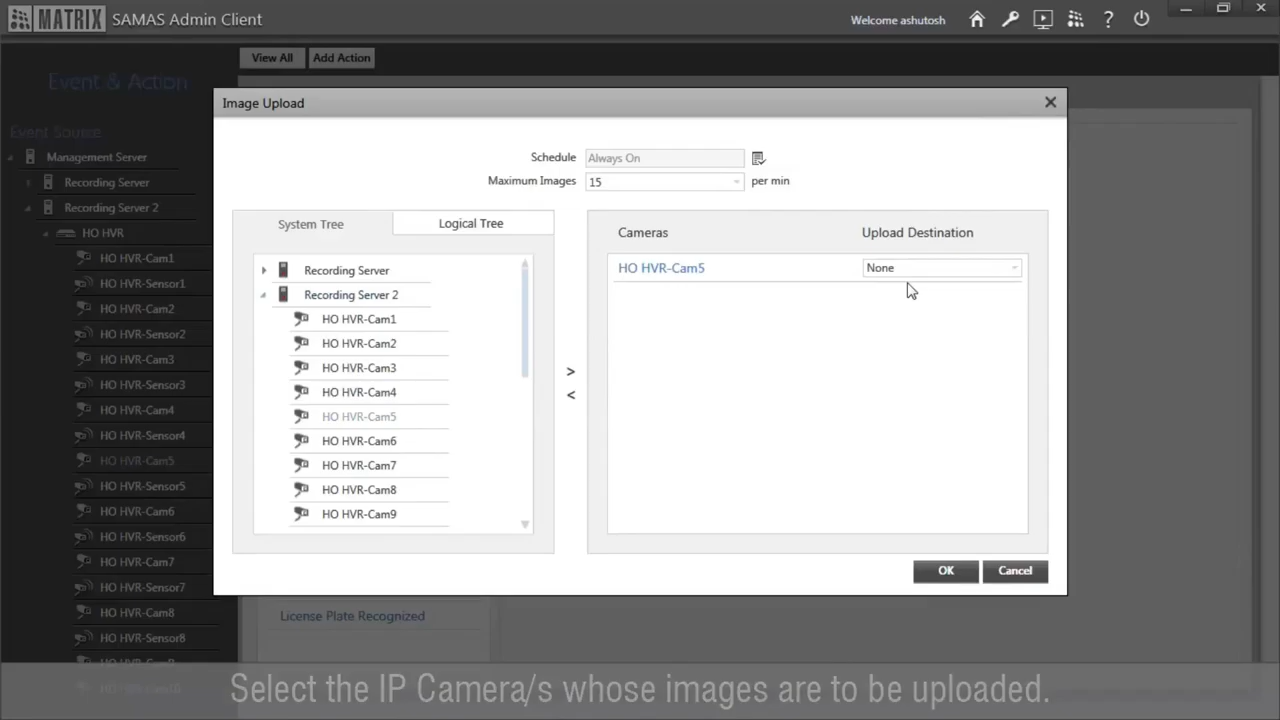 MATRIX SAMAS Admin Client
Welcome ashutosh
View All
Add Action
Event & Action
Event Source
Management Server
Recording Server
Recording Server 2
HO HVR
HO HVR-Cam1
HO HVR-Sensor1
HO HVR-Cam2
HO HVR-Sensor2
HO HVR-Cam3
HO HVR-Sensor3
HO HVR-Cam4
HO HVR-Sensor4
HO HVR-Cam5
HO HVR-Sensor5
HO HVR-Cam6
HO HVR-Sensor6
HO HVR-Cam7
HO HVR-Sensor7
HO HVR-Cam8
HO HVR-Sensor8
Image Upload
Schedule Always On
Maximum Images 15 per min
System Tree
Logical Tree
Recording Server
Recording Server 2
HO HVR-Cam1
HO HVR-Cam2
HO HVR-Cam3
HO HVR-Cam4
HO HVR-Cam5
HO HVR-Cam6
HO HVR-Cam7
HO HVR-Cam8
HO HVR-Cam9
>
<
Cameras
Upload Destination
HO HVR-Cam5
None
OK
Cancel
License Plate Recognized
Select the IP Camera/s whose images are to be uploaded.